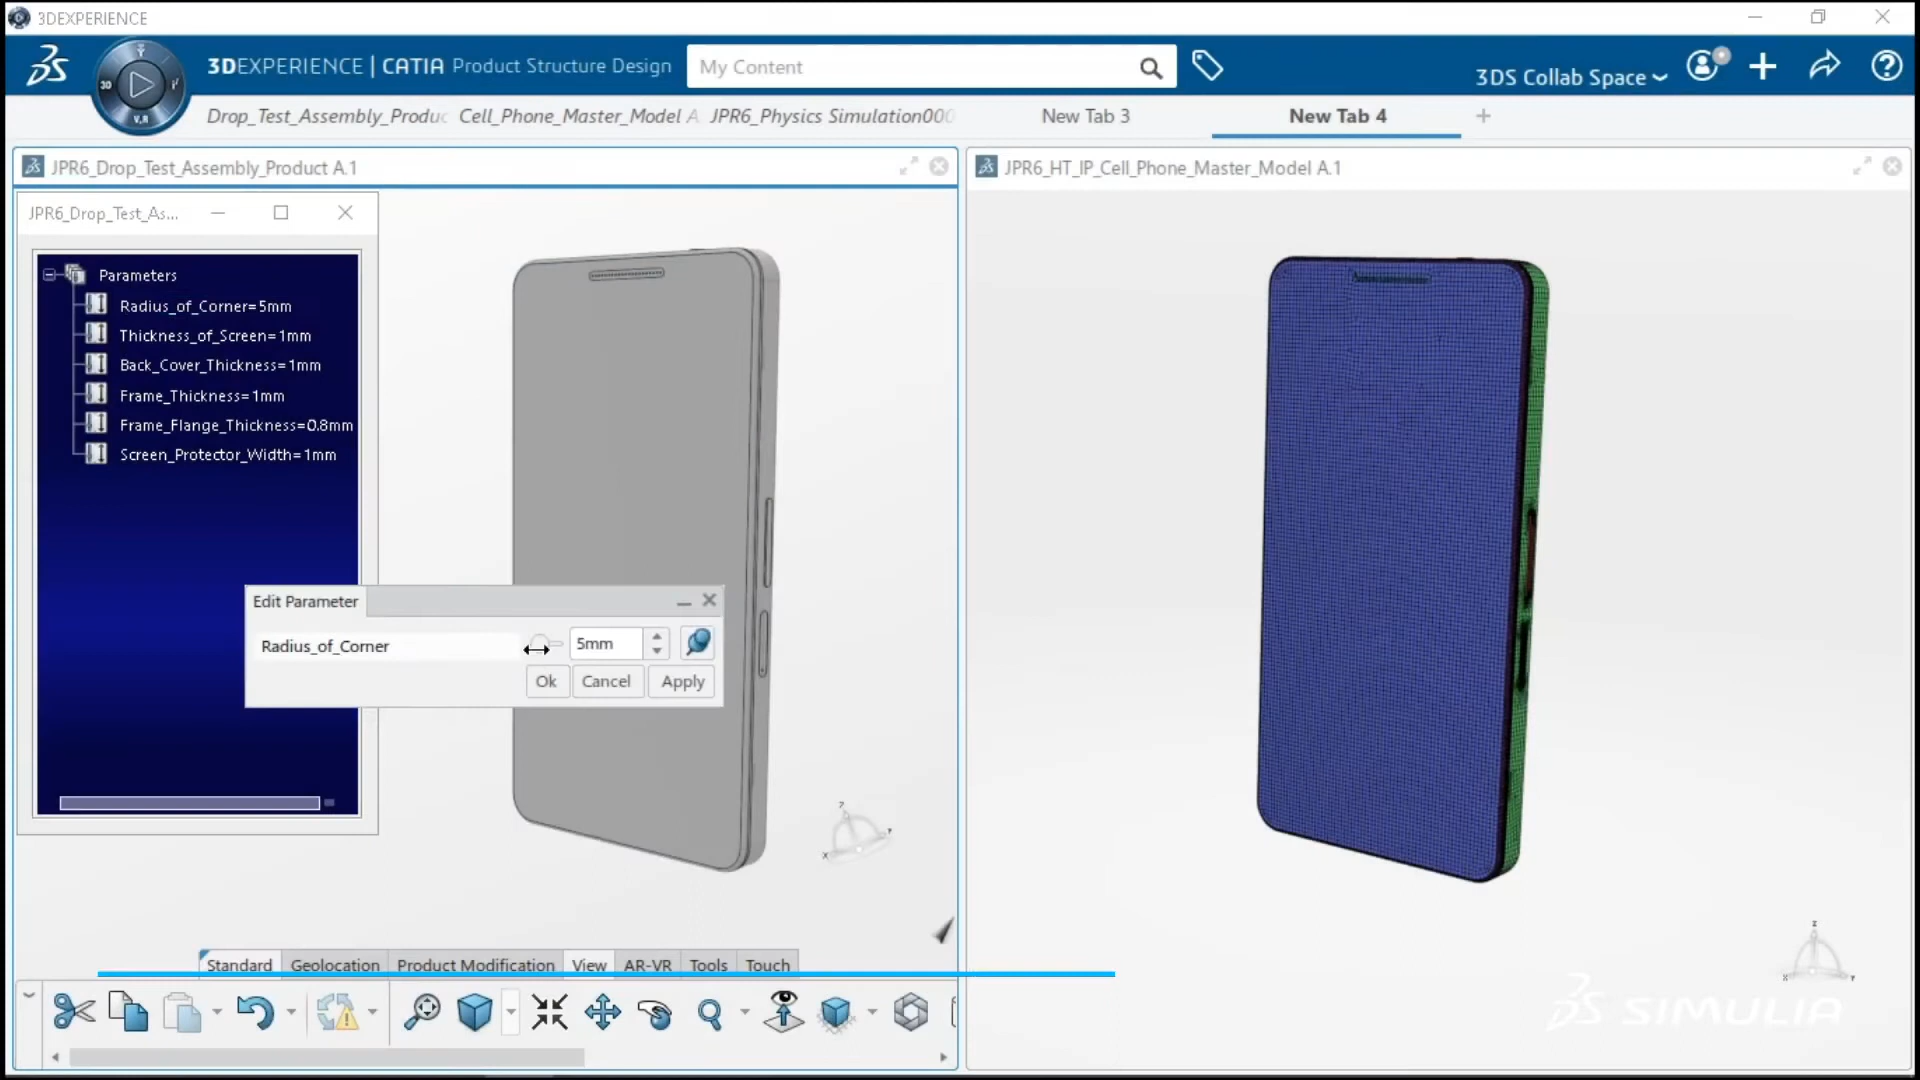 3DEXPERIENCE
3DEXPERIENCE | CATIA Product Structure Design
My Content
3DS Collab Space
3D
V,R
Drop_Test_Assembly_Produc
Cell_Phone_Master_Model A
JPR6_Physics Simulation000
New Tab 3
New Tab 4
JPR6_Drop_Test_Assembly_Product A.1
JPR6_HT_IP_Cell_Phone_Master_Model A.1
JPR6_Drop_Test_As...
Parameters
Radius_of_Corner=5mm
Thickness_of_Screen=1mm
Back_Cover_Thickness=1mm
Frame_Thickness=1mm
Frame_Flange_Thickness=0.8mm
Screen_Protector_Width=1mm
Edit Parameter
Radius_of_Corner
5mm
Ok
Cancel
Apply
Standard
Geolocation
Product Modification
View
AR-VR
Tools
Touch
SIMULIA